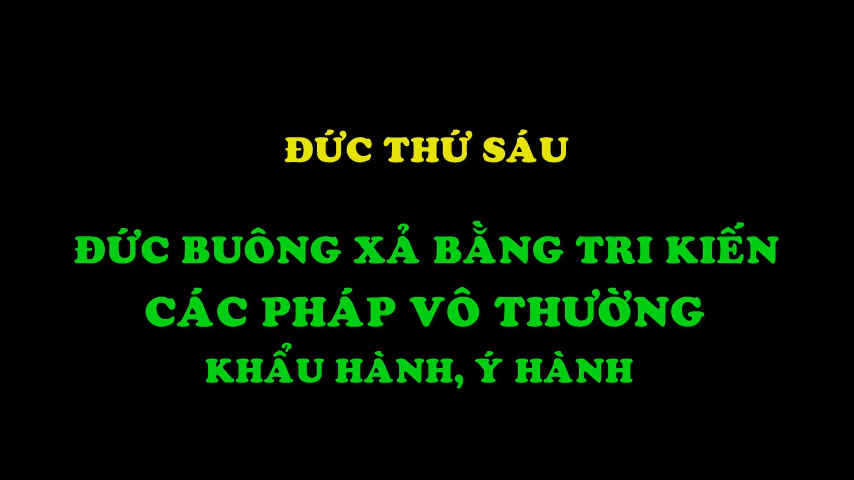 ĐỨC THỨ SÁU
ĐỨC BUÔNG XẢ BẰNG TRI KIẾN
CÁC PHÁP VÔ THƯỜNG
KHẨU HÀNH, Ý HÀNH